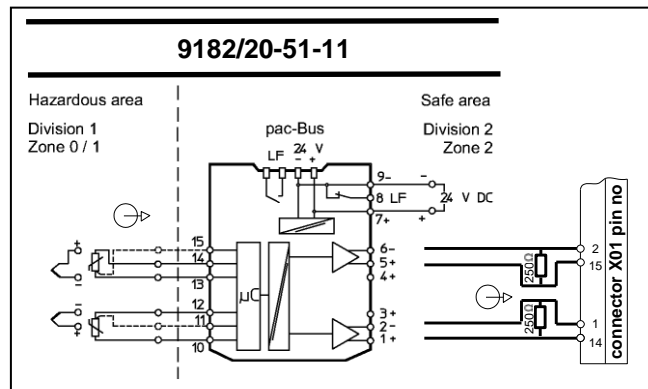 9182/20-51-11
Hazardous area
Safe area
Division 1
Zone 0 / 1
pac-Bus
Division 2
Zone 2
LF
24 V
- +
9-
8 LF
7+
-
24 V DC
+
15
14
13
12
11
10
+
-
-
+
µC
6-
5+
4+
3+
2-
1+
250Ω
250Ω
2
15
1
14
connector X01 pin no